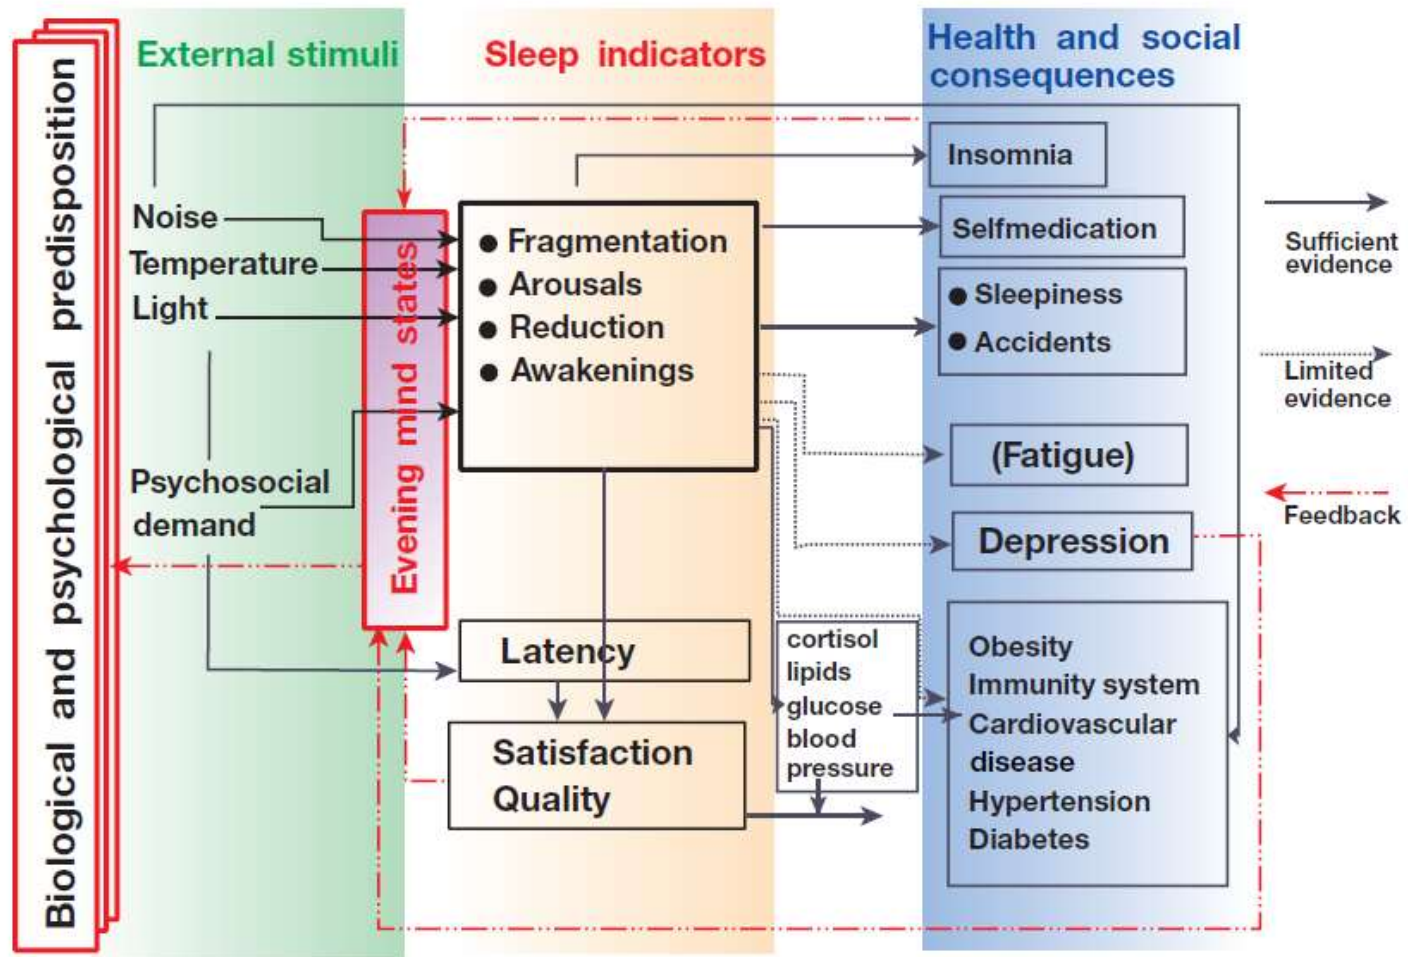 Biological and psychological predisposition
External stimuli
Noise
Temperature
Light
Psychosocial
demand
Evening mind states
Sleep indicators
● Fragmentation
● Arousals
● Reduction
● Awakenings
Latency
Satisfaction
Quality
cortisol
lipids
glucose
blood
pressure
Health and social
consequences
Insomnia
Selfmedication
● Sleepiness
● Accidents
(Fatigue)
Depression
Obesity
Immunity system
Cardiovascular
disease
Hypertension
Diabetes
Sufficient
evidence
Limited
evidence
Feedback